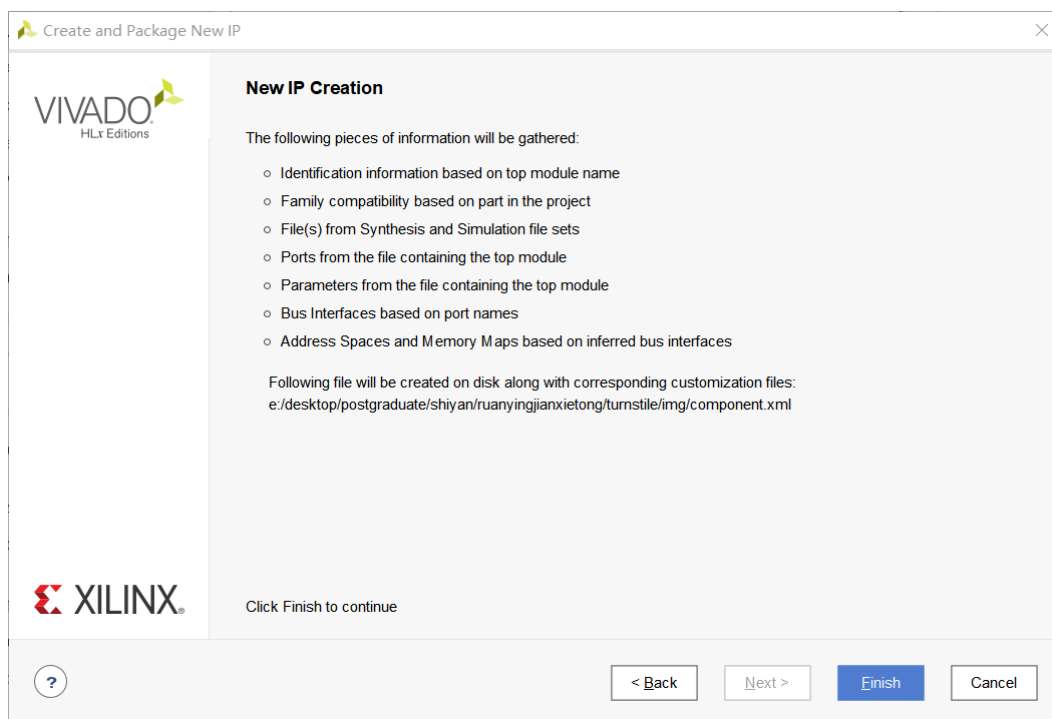 Create and Package New IP
VIVADO.
HLx Editions
New IP Creation
The following pieces of information will be gathered:
Identification information based on top module name
Family compatibility based on part in the project
File(s) from Synthesis and Simulation file sets
Ports from the file containing the top module
Parameters from the file containing the top module
Bus Interfaces based on port names
Address Spaces and Memory Maps based on inferred bus interfaces
Following file will be created on disk along with corresponding customization files:
e:/desktop/postgraduate/shiyan/ruanyingjianxietong/turnstile/img/component.xml
XILINX®
Click Finish to continue
?
< Back
Next >
Finish
Cancel